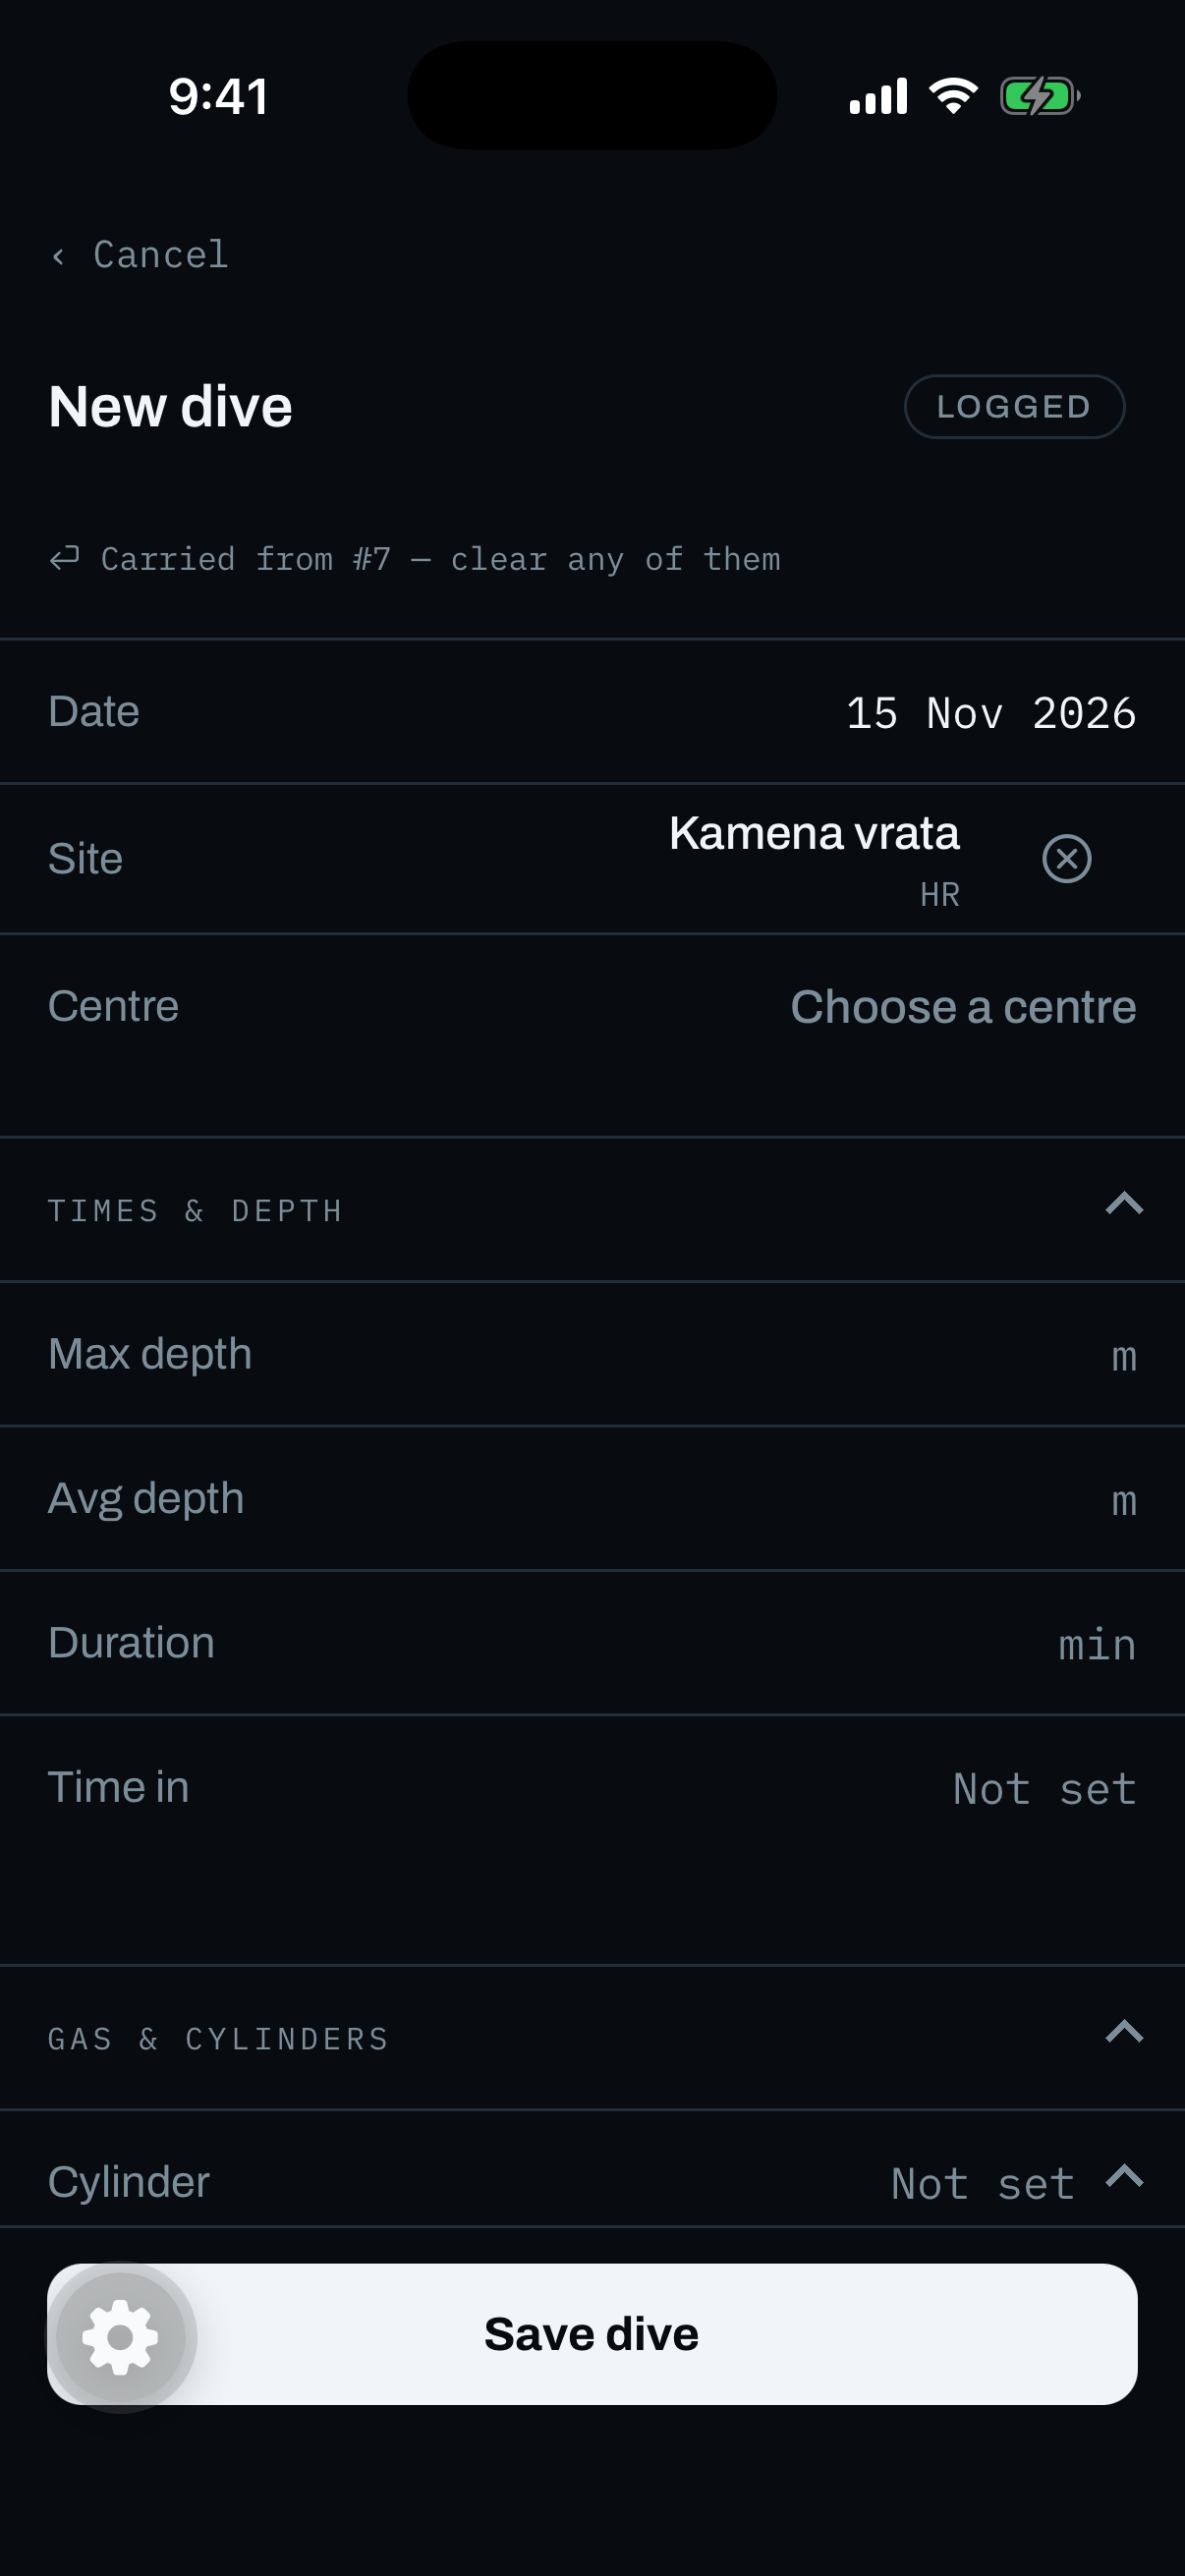 9:41
‹ Cancel
New dive
LOGGED
Carried from #7 — clear any of them
Date
15 Nov 2026
Site
Kamena vrata
HR
Centre
Choose a centre
TIMES & DEPTH
Max depth
m
Avg depth
m
Duration
min
Time in
Not set
GAS & CYLINDERS
Cylinder
Not set
Save dive